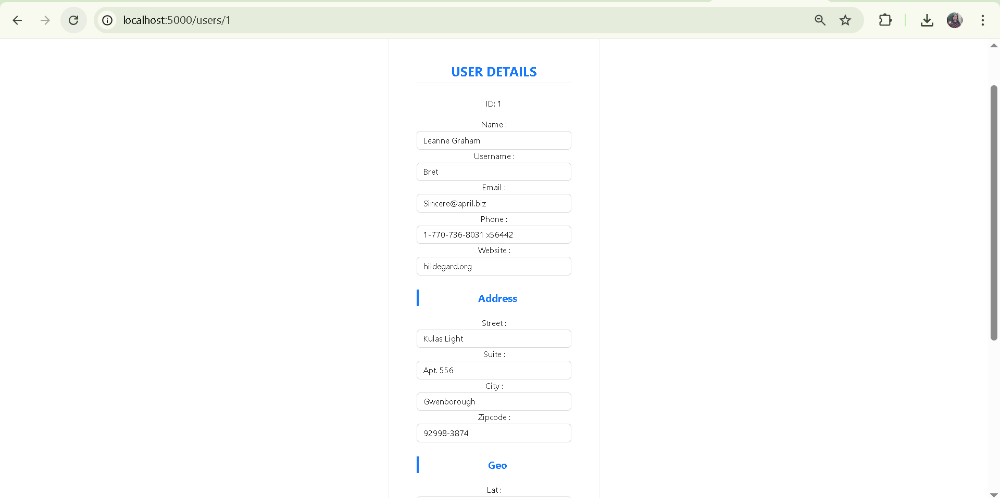 localhost:5000/users/1
USER DETAILS
ID: 1
Name :
Leanne Graham
Username :
Bret
Email :
Sincere@april.biz
Phone :
1-770-736-8031 x56442
Website :
hildegard.org
Address
Street :
Kulas Light
Suite :
Apt. 556
City :
Gwenborough
Zipcode :
92998-3874
Geo
Lat :